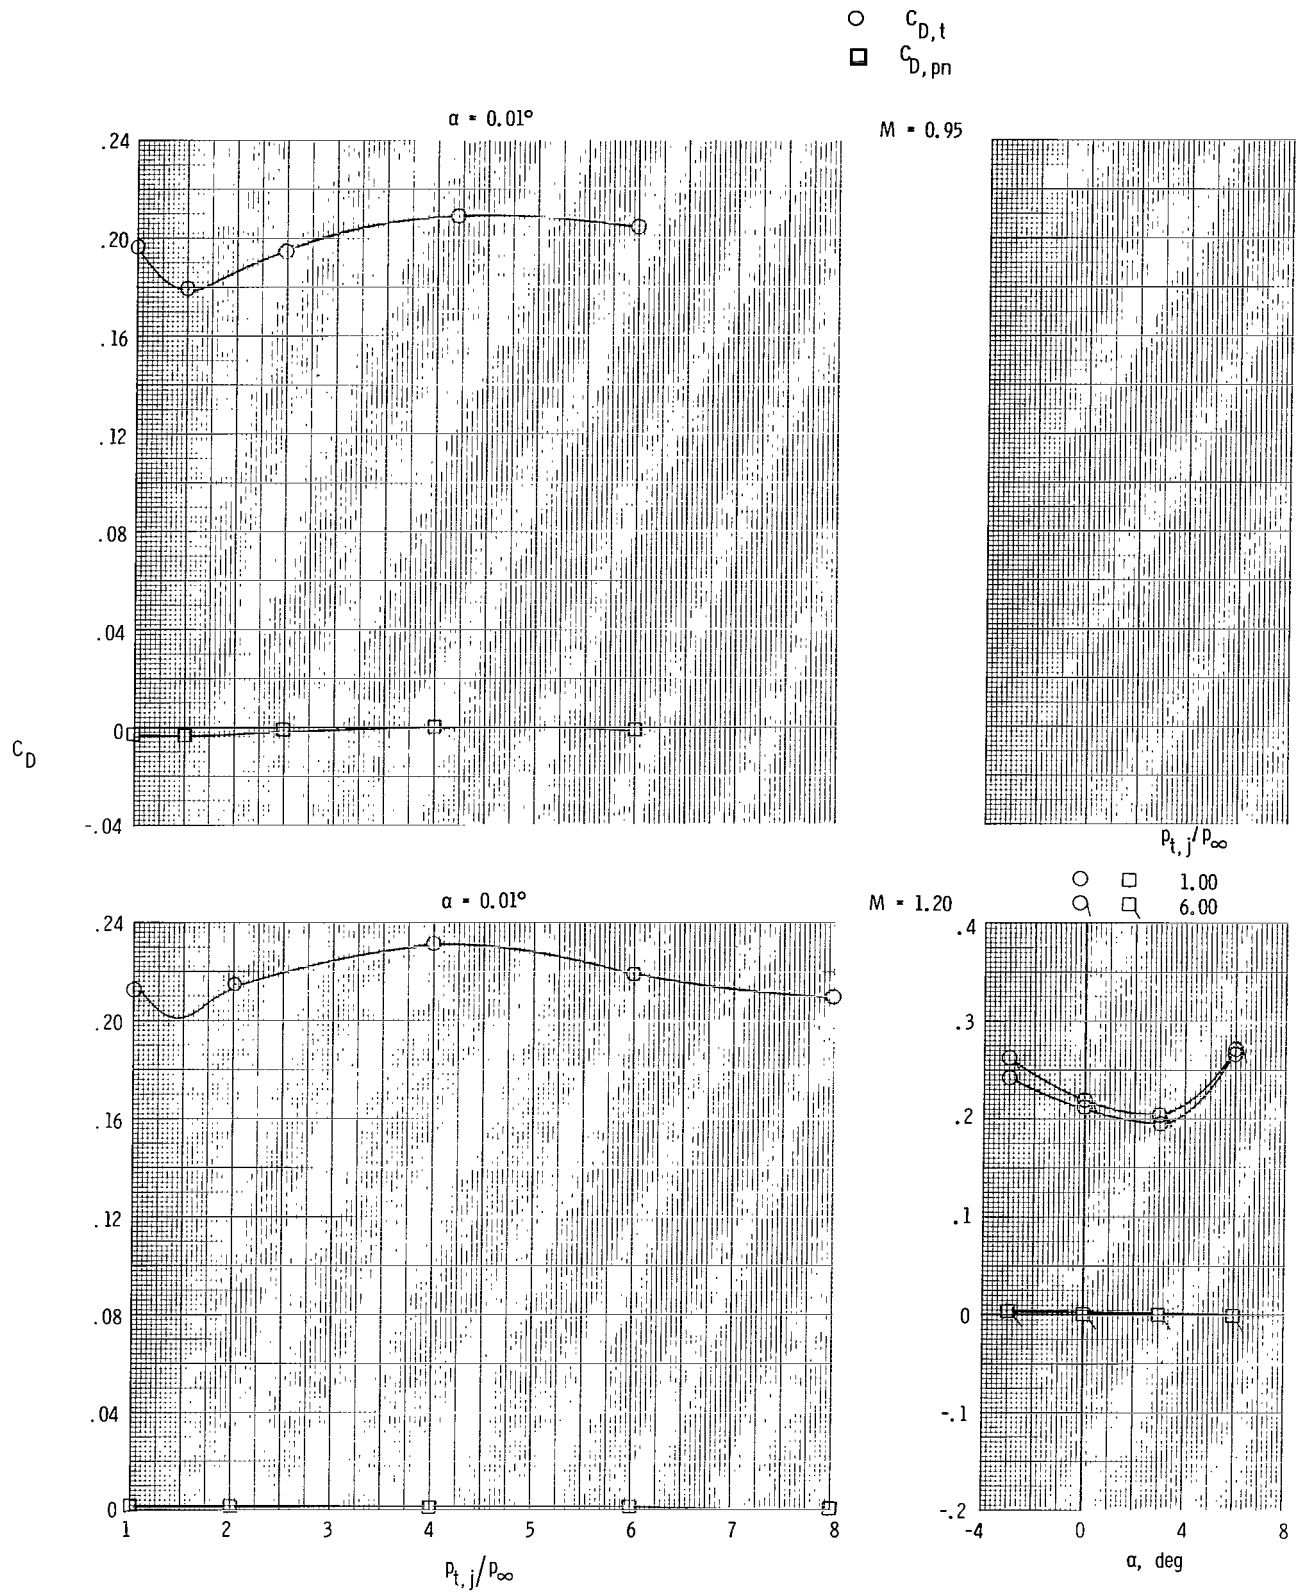 ○ C_D,t
□ C_D,pn
α = 0.01°
M = 0.95
.24
.20
.16
.12
.08
.04
0
-.04
C_D
p_t,j/p_∞
○ □ 1.00
○ □ 6.00
α = 0.01°
M = 1.20
.24
.20
.16
.12
.08
.04
0
1 2 3 4 5 6 7 8
p_t,j/p_∞
.4
.3
.2
.1
0
-.1
-.2
-4 0 4 8
α, deg